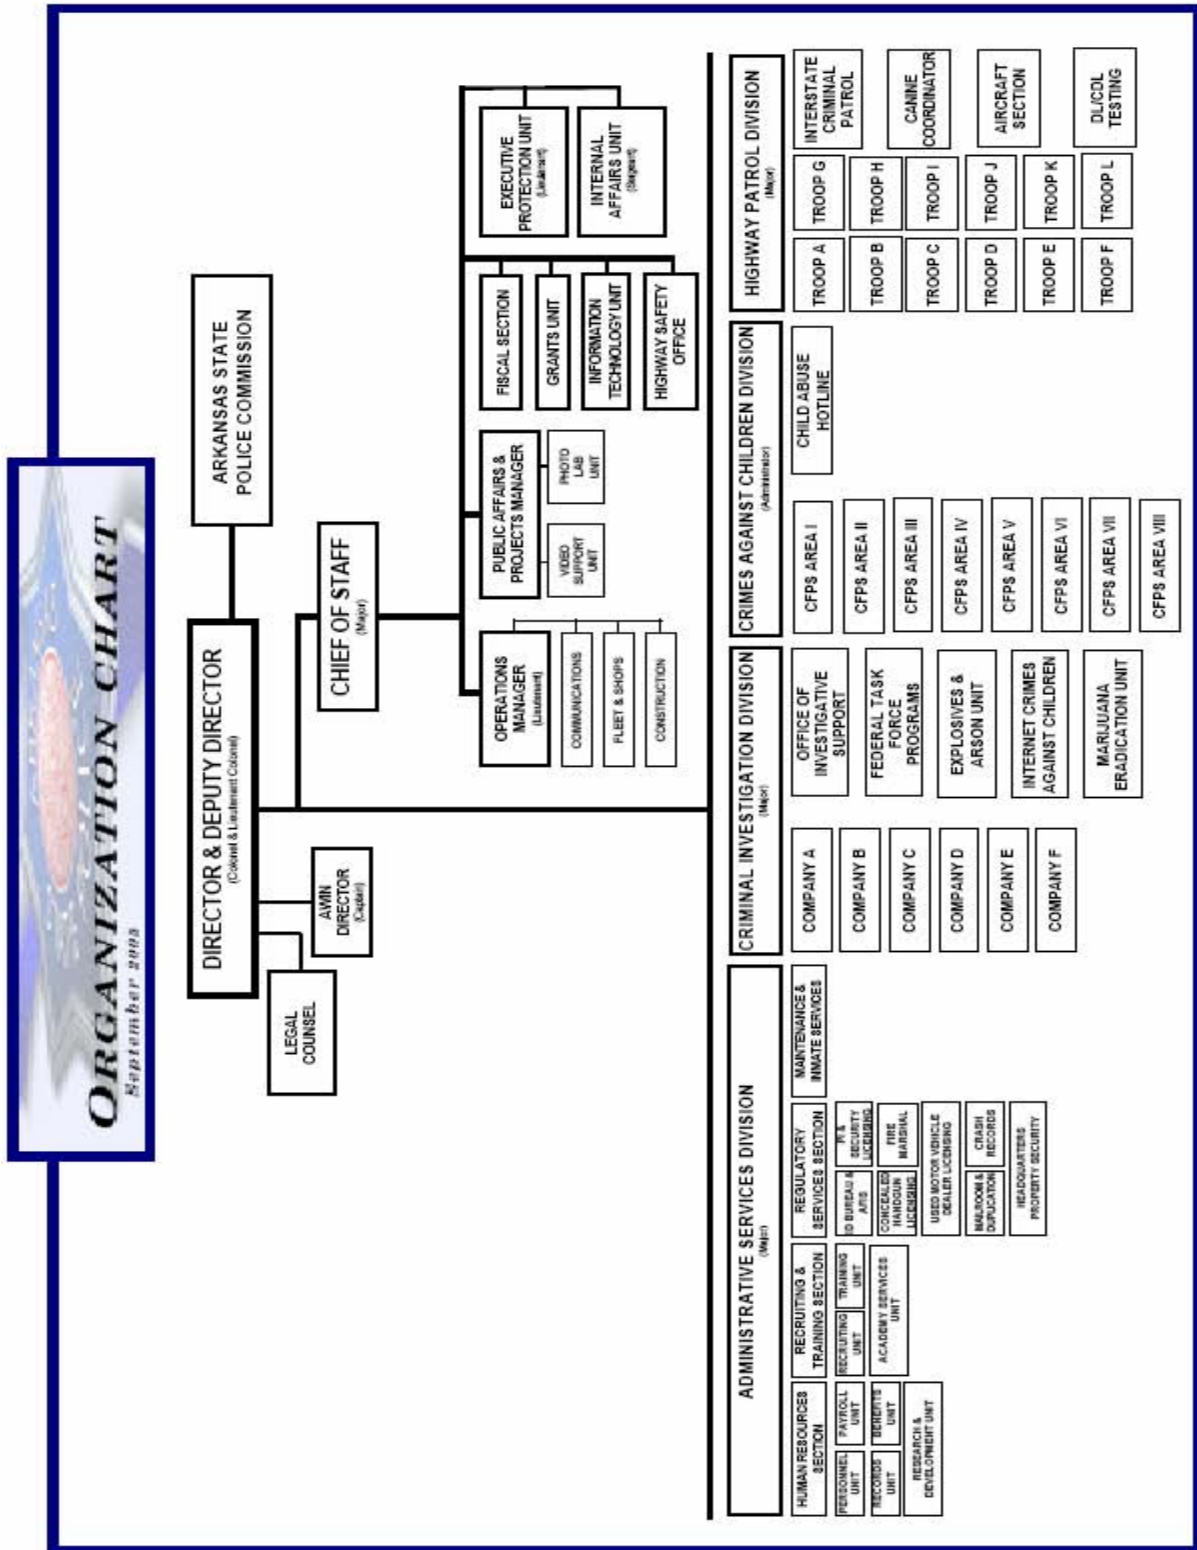 ORGANIZATION CHART
September
ARKANSAS STATE
POLICE COMMISSION
DIRECTOR & DEPUTY DIRECTOR
(Colonel & Lieutenant Colonel)
LEGAL
COUNSEL
AWIN
DIRECTOR
(Captain)
CHIEF OF STAFF
(Major)
OPERATIONS
MANAGER
(Lieutenant)
COMMUNICATIONS
FLEET & SHOPS
CONSTRUCTION
PUBLIC AFFAIRS &
PROJECTS MANAGER
VIDEO
SUPPORT
UNIT
PHOTO
LAB
UNIT
FISCAL SECTION
GRANTS UNIT
INFORMATION
TECHNOLOGY UNIT
HIGHWAY SAFETY
OFFICE
EXECUTIVE
PROTECTION UNIT
(Lieutenant)
INTERNAL
AFFAIRS UNIT
(Sergeant)
ADMINISTRATIVE SERVICES DIVISION
(Major)
HUMAN RESOURCES
SECTION
PERSONNEL
UNIT
PAYROLL
UNIT
RECORDS
UNIT
BENEFITS
UNIT
RESEARCH &
DEVELOPMENT UNIT
RECRUITING &
TRAINING SECTION
RECRUITING
UNIT
TRAINING
UNIT
ACADEMY SERVICES
UNIT
REGULATORY
SERVICES SECTION
ID BUREAU &
AFIS
PI &
SECURITY
LICENSING
CONCEALED
HANDGUN
LICENSING
FIRE
MARSHAL
USED MOTOR VEHICLE
DEALER LICENSING
MAILROOM &
DUPLICATION
CRASH
RECORDS
HEADQUARTERS
PROPERTY SECURITY
MAINTENANCE &
INMATE SERVICES
CRIMINAL INVESTIGATION DIVISION
(Major)
COMPANY A
COMPANY B
COMPANY C
COMPANY D
COMPANY E
COMPANY F
OFFICE OF
INVESTIGATIVE
SUPPORT
FEDERAL TASK
FORCE
PROGRAMS
EXPLOSIVES &
ARSON UNIT
INTERNET CRIMES
AGAINST CHILDREN
MARIJUANA
ERADICATION UNIT
CRIMES AGAINST CHILDREN DIVISION
(Administrator)
CFPS AREA I
CFPS AREA II
CFPS AREA III
CFPS AREA IV
CFPS AREA V
CFPS AREA VI
CFPS AREA VII
CFPS AREA VIII
CHILD ABUSE
HOTLINE
HIGHWAY PATROL DIVISION
(Major)
TROOP A
TROOP B
TROOP C
TROOP D
TROOP E
TROOP F
TROOP G
TROOP H
TROOP I
TROOP J
TROOP K
TROOP L
INTERSTATE
CRIMINAL
PATROL
CANINE
COORDINATOR
AIRCRAFT
SECTION
DL/CDL
TESTING